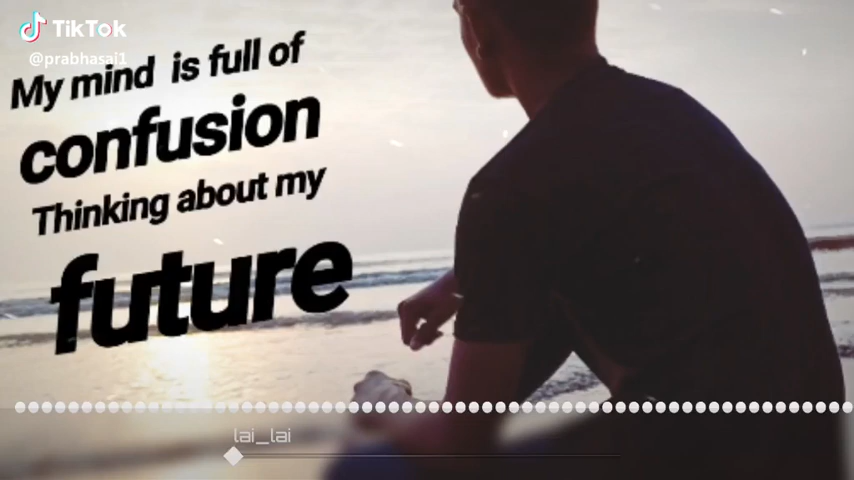 TikTok
@prabhasai1
My mind is full of
confusion
Thinking about my
future
lai_lai